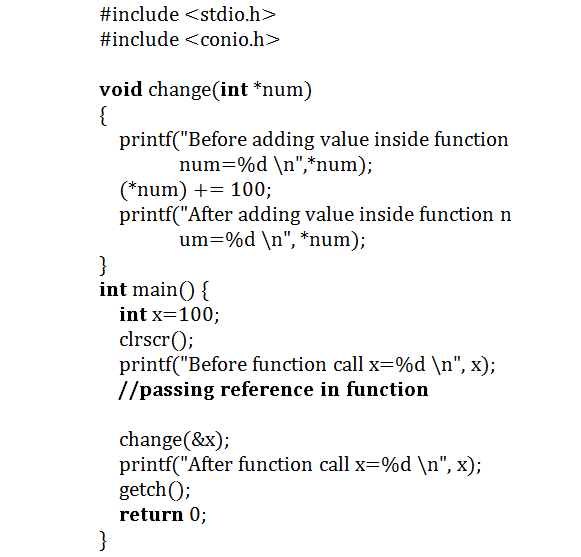 #include <stdio.h>
#include <conio.h>
void change(int *num)
{
printf("Before adding value inside function
num=%d \n",*num);
(*num) += 100;
printf("After adding value inside function n
um=%d \n", *num);
}
int main() {
int x=100;
clrscr();
printf("Before function call x=%d \n", x);
//passing reference in function
change(&x);
printf("After function call x=%d \n", x);
getch();
return 0;
}